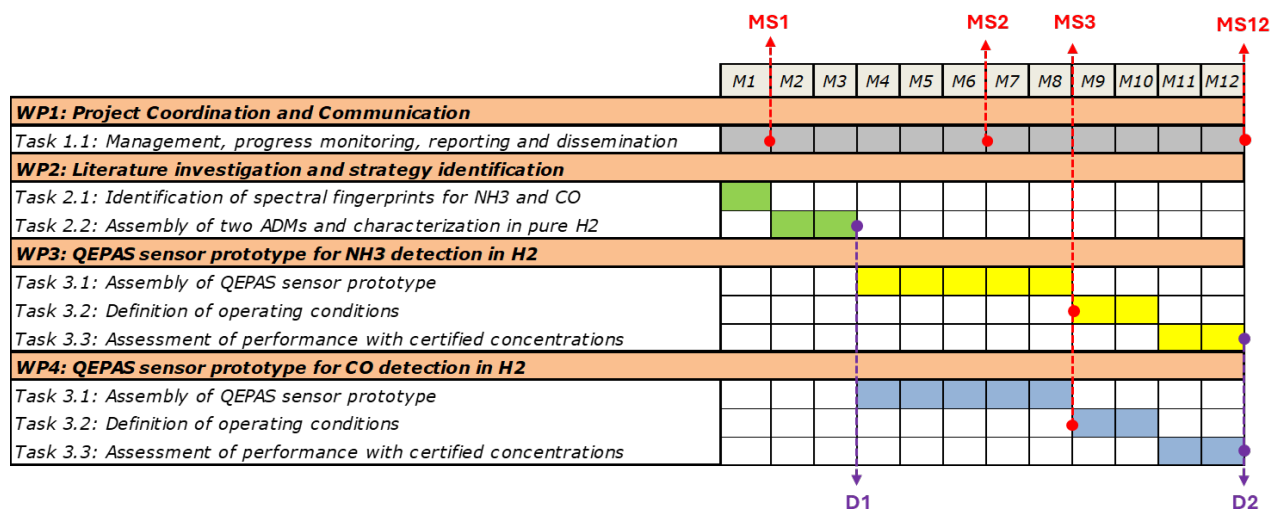 MS1 MS2 MS3 MS12
M1 M2 M3 M4 M5 M6 M7 M8 M9 M10 M11 M12
WP1: Project Coordination and Communication
Task 1.1: Management, progress monitoring, reporting and dissemination
WP2: Literature investigation and strategy identification
Task 2.1: Identification of spectral fingerprints for NH3 and CO
Task 2.2: Assembly of two ADMs and characterization in pure H2
WP3: QEPAS sensor prototype for NH3 detection in H2
Task 3.1: Assembly of QEPAS sensor prototype
Task 3.2: Definition of operating conditions
Task 3.3: Assessment of performance with certified concentrations
WP4: QEPAS sensor prototype for CO detection in H2
Task 3.1: Assembly of QEPAS sensor prototype
Task 3.2: Definition of operating conditions
Task 3.3: Assessment of performance with certified concentrations
D1 D2